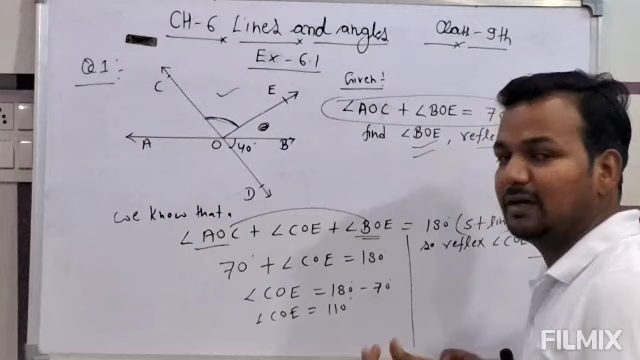 CH-6 Lines and angles Class-9th
Ex-6.1
Q1:-
Given:
C
E
∠AOC + ∠BOE = 70
find ∠BOE, reflex
A O 40° B
D
we know that.
∠AOC + ∠COE + ∠BOE = 180° (st. line
70° + ∠COE = 180
so reflex ∠COE
∠COE = 180° - 70°
∠COE = 110°
FILMIX